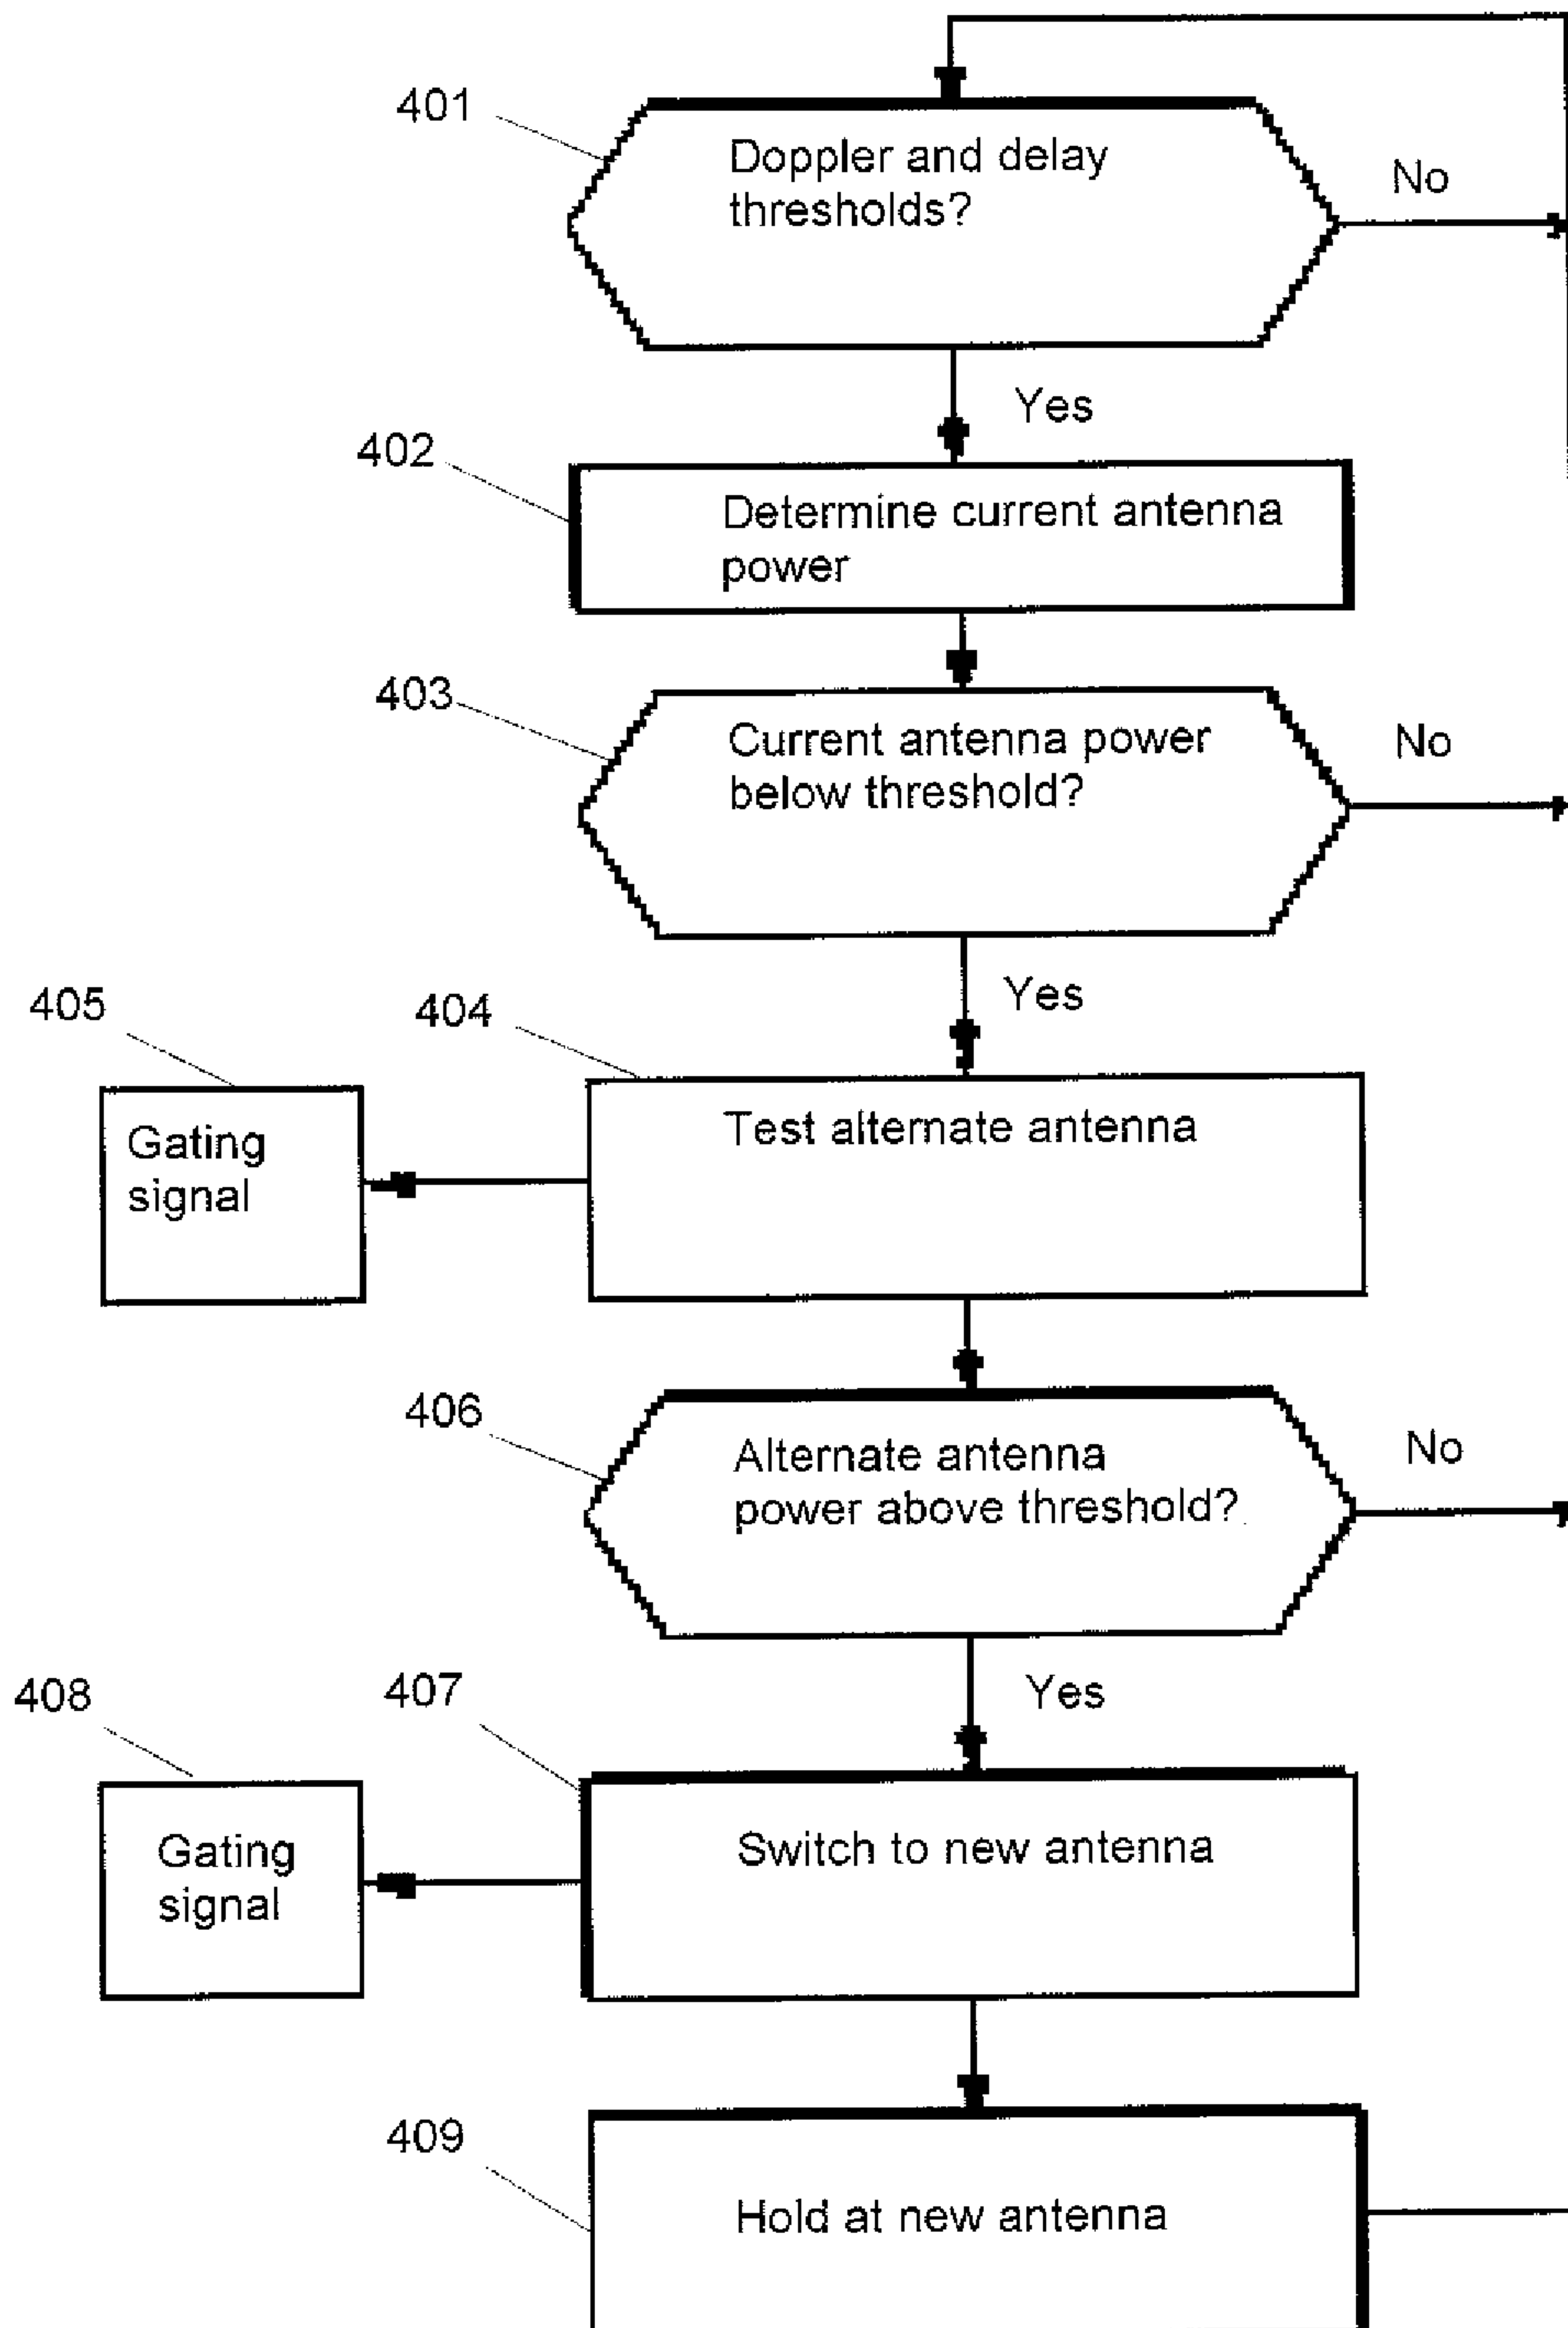 401
Doppler and delay
thresholds?
No
Yes
402
Determine current antenna
power
403
Current antenna power
below threshold?
No
Yes
405
404
Gating
signal
Test alternate antenna
406
Alternate antenna
power above threshold?
No
Yes
408
407
Gating
signal
Switch to new antenna
409
Hold at new antenna